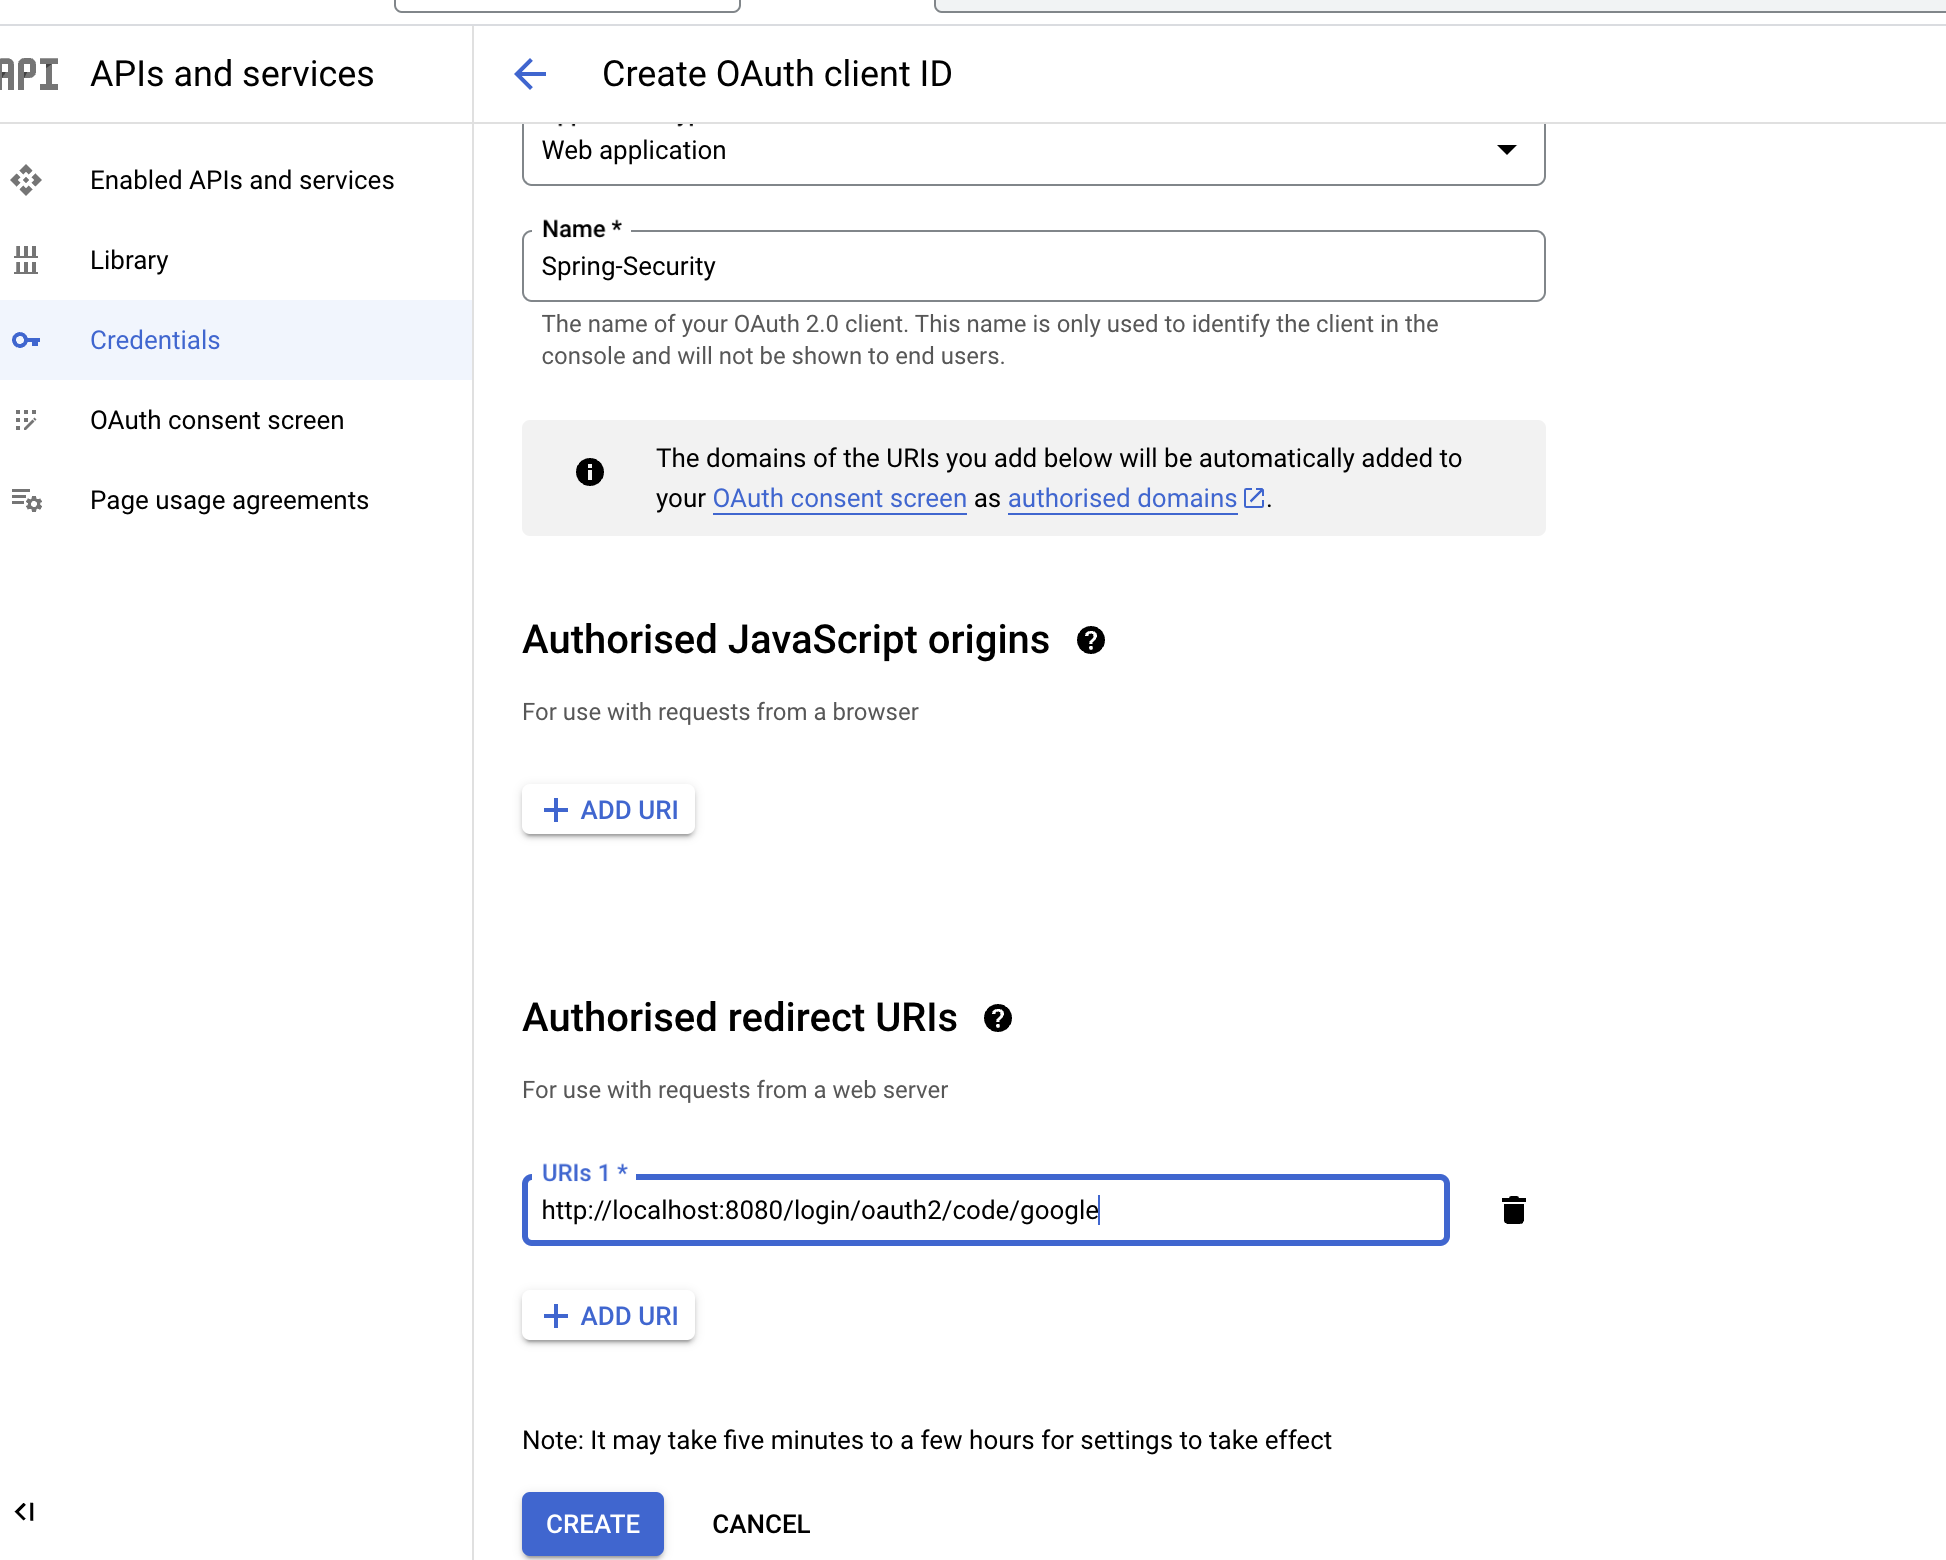 API APIs and services
Create OAuth client ID
Enabled APIs and services
Library
Credentials
OAuth consent screen
Page usage agreements
Web application
Name *
Spring-Security
The name of your OAuth 2.0 client. This name is only used to identify the client in the
console and will not be shown to end users.
The domains of the URIs you add below will be automatically added to
your OAuth consent screen as authorised domains.
Authorised JavaScript origins
For use with requests from a browser
ADD URI
Authorised redirect URIs
For use with requests from a web server
URIs 1 *
http://localhost:8080/login/oauth2/code/google
ADD URI
Note: It may take five minutes to a few hours for settings to take effect
CREATE CANCEL